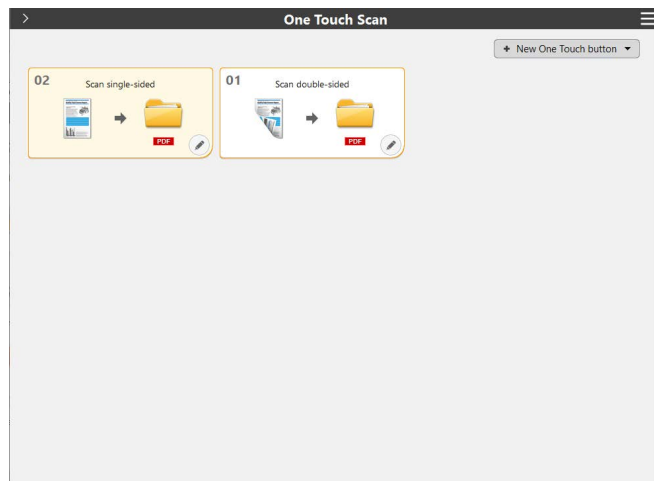 One Touch Scan
+ New One Touch button
02
Scan single-sided
PDF
01
Scan double-sided
PDF